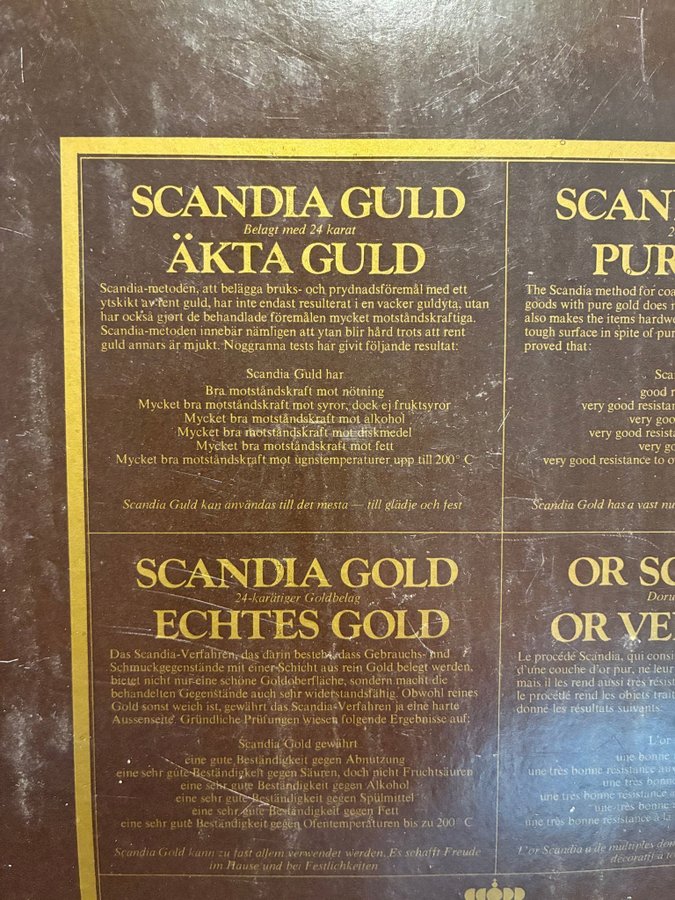 SCANDIA GULD
Belagt med 24 karat
ÄKTA GULD
Scandia-metoden, att belägga bruks- och prydnadsföremål med ett
ytskikt av rent guld, har inte endast resulterat i en vacker guldyta, utan
har också gjort de behandlade föremålen mycket motståndskraftiga.
Scandia-metoden innebär nämligen att ytan blir hård trots att rent
guld annars är mjukt. Noggranna tests har givit följande resultat:
Scandia Guld har
Bra motståndskraft mot nötning
Mycket bra motståndskraft mot syror, dock ej fruktsyror
Mycket bra motståndskraft mot alkohol
Mycket bra motståndskraft mot diskmedel
Mycket bra motståndskraft mot fett
Mycket bra motståndskraft mot ugnstemperaturer upp till 200° C
Scandia Guld kan användas till det mesta — till glädje och fest
SCAN
2
PUR
The Scandia method for coa
goods with pure gold does n
also makes the items hardw
tough surface in spite of pur
proved that:
Sca
good r
very good resistan
very go
very good resista
very go
very good resistance to o
Scandia Gold has a vast nu
SCANDIA GOLD
24-karätiger Goldbelag
ECHTES GOLD
Das Scandia-Verfahren, das darin besteht, dass Gebrauchs- und
Schmuckgegenstände mit einer Schicht aus rein Gold belegt werden,
bietet nicht nur eine schöne Goldoberfläche, sondern macht die
behandelten Gegenstände auch sehr widerstandsfähig. Obwohl reines
Gold sonst weich ist, gewährt das Scandia-Verfahren ja eine harte
Aussenseite. Gründliche Prüfungen wiesen folgende Ergebnisse auf:
Scandia Gold gewährt
eine gute Beständigkeit gegen Abnutzung
eine sehr gute Beständigkeit gegen Säuren, doch nicht Fruchtsäuren
eine sehr gute Beständigkeit gegen Alkohol
eine sehr gute Beständigkeit gegen Spülmittel
eine sehr gute Beständigkeit gegen Fett
eine sehr gute Beständigkeit gegen Ofentemperaturen bis zu 200° C
Scandia Gold kann zu fast allem verwendet werden. Es schafft Freude
im Hause und bei Festlichkeiten
OR SC
Doru
OR VE
Le procédé Scandia, qui consi
d'une couche d'or pur, ne leur
mais il les rend aussi très résist
le procédé rend les objets trait
donné les résultats suivants:
L'or
une bonne
une très bonne résistance au
une très bonn
une très bonne résistance a
une très bonne
une très bonne résistance à la
L'or Scandia a de multiples dom
décoratif à t